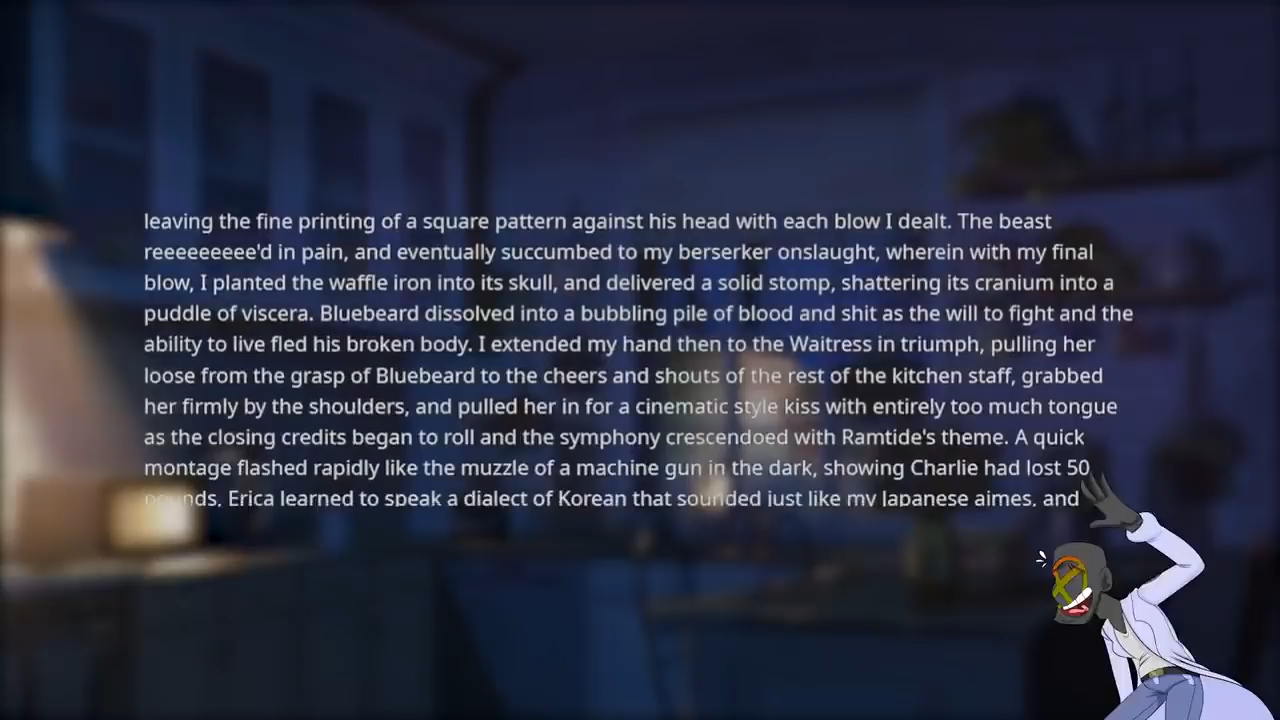 leaving the fine printing of a square pattern against his head with each blow I dealt. The beast
reeeeeeeee'd in pain, and eventually succumbed to my berserker onslaught, wherein with my final
blow, I planted the waffle iron into its skull, and delivered a solid stomp, shattering its cranium into a
puddle of viscera. Bluebeard dissolved into a bubbling pile of blood and shit as the will to fight and the
ability to live fled his broken body. I extended my hand then to the Waitress in triumph, pulling her
loose from the grasp of Bluebeard to the cheers and shouts of the rest of the kitchen staff, grabbed
her firmly by the shoulders, and pulled her in for a cinematic style kiss with entirely too much tongue
as the closing credits began to roll and the symphony crescendoed with Ramtide's theme. A quick
montage flashed rapidly like the muzzle of a machine gun in the dark, showing Charlie had lost 50
pounds, Erica learned to speak a dialect of Korean that sounded just like my Japanese aimes, and